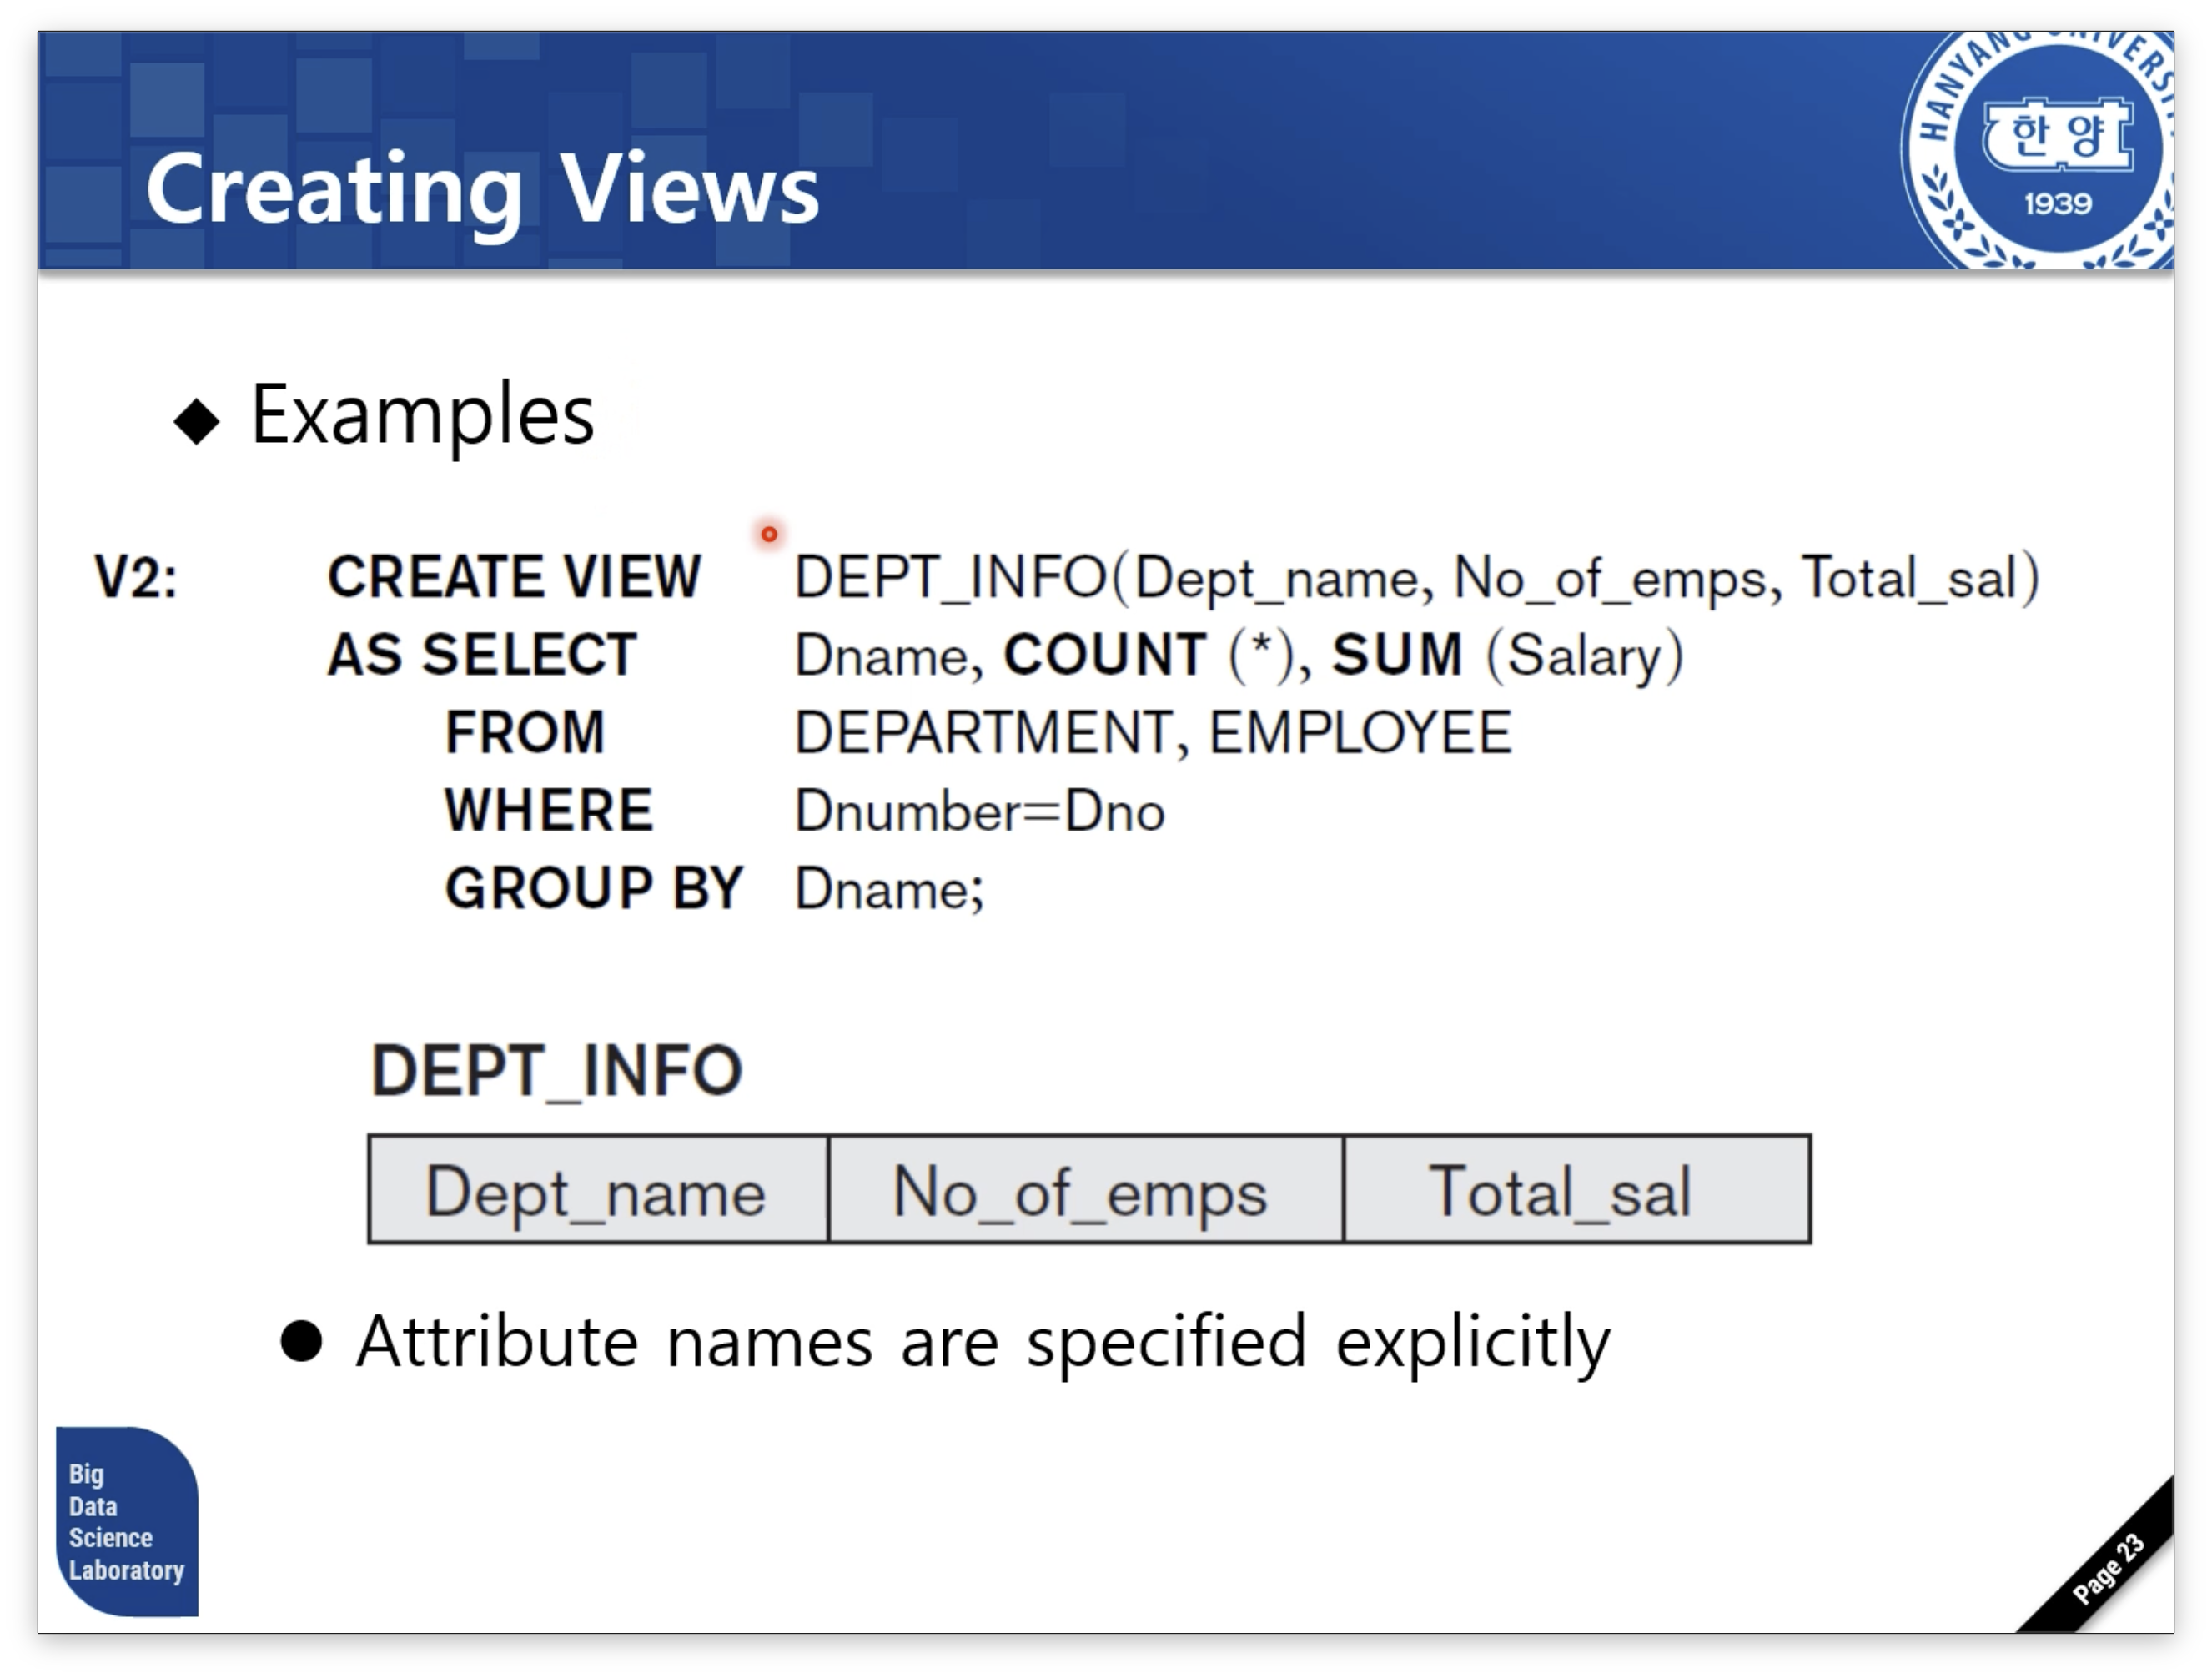 Creating Views
HANYANG UNIVERS
한양
1939
◆ Examples
V2: CREATE VIEW DEPT_INFO(Dept_name, No_of_emps, Total_sal)
AS SELECT Dname, COUNT (*), SUM (Salary)
FROM DEPARTMENT, EMPLOYEE
WHERE Dnumber=Dno
GROUP BY Dname;
DEPT_INFO
Dept_name No_of_emps Total_sal
● Attribute names are specified explicitly
Big
Data
Science
Laboratory
Page 23